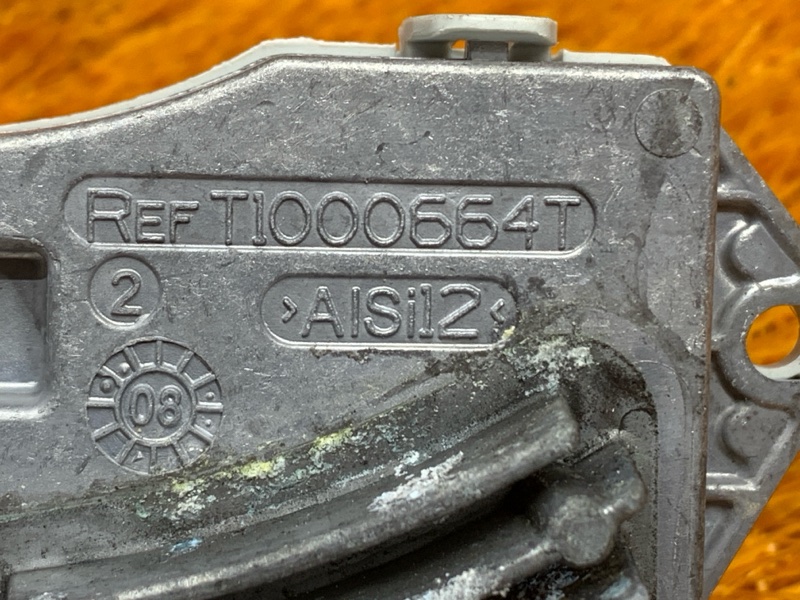 REF T1000664T
2
>AlSi12<
08